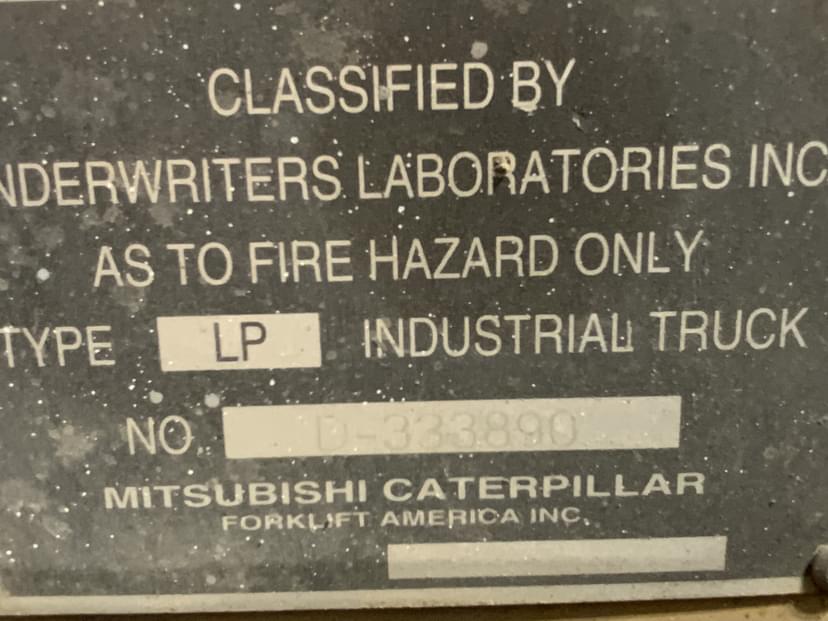 CLASSIFIED BY
NDERWRITERS LABORATORIES INC
AS TO FIRE HAZARD ONLY
TYPE LP INDUSTRIAL TRUCK
NO. D-333890
MITSUBISHI CATERPILLAR
FORKLIFT AMERICA INC.